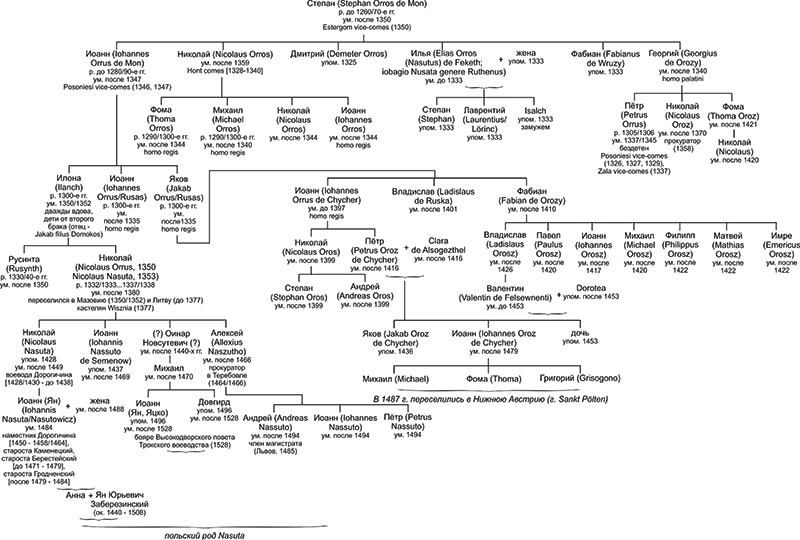 Степан (Stephan Orros de Mon)
р. до 1260/70-е гг.
ум. после 1350
Estergom vice-comes (1350)
Иоанн (Iohannes
Orrus de Mon)
р. до 1280/90-е гг.
ум. после 1347
Posoniesi vice-comes (1346, 1347)
Николай (Nicolaus Orros)
ум. после 1359
Hont comes [1328-1340]
Дмитрий (Demeter Orros)
упом. 1325
Илья (Elias Orros
(Nasutus) de Feketh;
iobagio Nusata genere Ruthenus)
ум. до 1333
+
жена
упом. 1333
Фабиан (Fabianus
de Wruzy)
упом. 1333
Георгий (Georgius
de Orozy)
ум. после 1340
homo palatini
Фома
(Thoma
Orros)
р. 1290/1300-е гг.
ум. после 1344
homo regis
Михаил
(Michael
Orros)
р. 1290/1300-е гг.
ум. после 1340
homo regis
Николай
(Nicolaus
Orros)
ум. после 1344
Иоанн
(Iohannes
Orros)
ум. после 1344
homo regis
Степан
(Stephan)
упом. 1333
Лаврентий
(Laurentius/
Lörinc)
упом. 1333
Isalch
упом. 1333
замужем
Пётр
(Petrus
Orrus)
р. 1305/1306
ум. 1337/1345
бездетен
Posoniesi vice-comes
(1326, 1327, 1329),
Zala vice-comes (1337)
Николай
(Nicolaus
Oroz)
ум. после 1370
прокуратор
(1358)
Фома
(Thoma Oroz)
ум. после 1421
Николай
(Nicolaus)
ум. после 1420
Илона
(Ilanch)
р. 1300-е гг.
ум. 1350/1352
дважды вдова,
дети от второго
брака (отец -
Jakab filius Domokos)
Иоанн
(Iohannes
Orrus/Rusas)
р. 1300-е гг.
ум. после
1335
homo regis
Яков
(Jakab
Orrus/Rusas)
р. 1300-е гг.
ум.
после1335
homo regis
Иоанн (Iohannes
Orrus de Chycher)
ум. до 1397
homo regis
Владислав (Ladislaus
de Ruska)
ум. после 1401
Фабиан
(Fabian de Orozy)
ум. после 1410
Русинта
(Rusynth)
р. 1330/40-е гг.
ум. после 1350
Николай
(Nicolaus Orrus, 1350
Nicolaus Nasuta, 1353)
р. 1332/1333...1337/1338
ум. после 1380
переселился в Мазовию (1350/1352) и Литву (до 1377)
кастелян Wisznia (1377)
Николай
(Nicolaus Oros)
ум. после 1399
Пётр
(Petrus Oroz
de Chycher)
ум. после 1416
+
Clara
de Alsogezthel
ум. после 1416
Владислав
(Ladislaus
Orosz)
ум. после
1426
Павел
(Paulus
Orosz)
ум. после
1420
Иоанн
(Iohannes
Orosz)
ум. после
1417
Михаил
(Michael
Orosz)
ум. после
1420
Филипп
(Philippus
Orosz)
ум. после
1422
Матвей
(Mathias
Orosz)
ум. после
1422
Имре
(Emericus
Orosz)
ум. после
1422
Степан
(Stephan Oros)
ум. после 1399
Андрей
(Andreas Oros)
ум. после 1399
Валентин
(Valentin de Felsewnenti)
ум. до 1453
+
Dorotea
упом. после 1453
Николай
(Nicolaus
Nasuta)
упом. 1428
ум. после 1449
воевода Дорогичина
[1428/1430 - до 1438]
Иоанн
(Iohannis
Nassuto
de Semenow)
упом. 1437
ум. после 1469
(?) Оинар
Новсутевич (?)
ум. после 1440-х гг.
Алексей
(Allexius
Naszutho)
ум. после 1466
прокуратор
в Теребовле
(1464/1466)
Яков (Jakab Oroz
de Chycher)
упом. 1436
Иоанн (Iohannes Oroz
de Chycher)
ум. после 1479
дочь
упом. 1453
Михаил
ум. после 1470
Михаил (Michael)
Фома (Thoma)
Григорий (Grisogono)
В 1487 г. переселились в Нижнюю Австрию (г. Sankt Pölten)
Иоанн (Ян)
(Iohannis
Nasuta/Nasutowicz)
ум. 1484
наместник Дорогичина
[1450 - 1458/1464],
староста Каменецкий,
староста Берестейский
[до 1471 - 1479],
староста Гродненский
[после 1479 - 1484]
+
жена
ум. после 1488
Иоанн
(Ян, Яцко)
упом. 1496
ум. после 1528
Довгирд
упом. 1496
ум. после 1528
бояре Высокодворского повета
Трокского воеводства (1528)
Андрей (Andreas
Nassuto)
ум. после 1494
член магистрата
(Львов, 1485)
Иоанн (Iohannes
Nassuto)
ум. после 1494
Пётр (Petrus
Nassuto)
ум. 1494
Анна + Ян Юрьевич
Заберезинский
(ок. 1440 - 1508)
польский род Nasuta